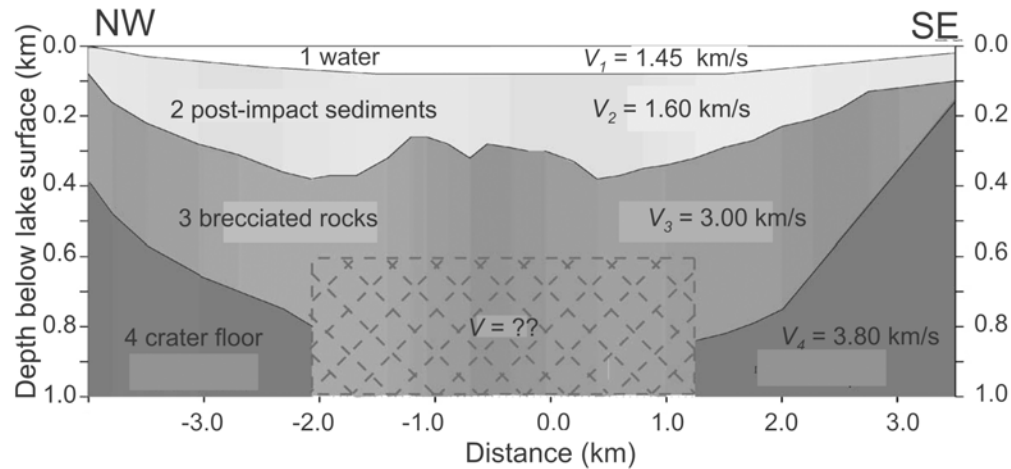 NW
SE
0.0
0.2
0.4
0.6
0.8
1.0
Depth below lake surface (km)
1 water
V1 = 1.45 km/s
2 post-impact sediments
V2 = 1.60 km/s
3 brecciated rocks
V3 = 3.00 km/s
V = ??
4 crater floor
V4 = 3.80 km/s
0.0
0.2
0.4
0.6
0.8
1.0
-3.0 -2.0 -1.0 0.0 1.0 2.0 3.0
Distance (km)